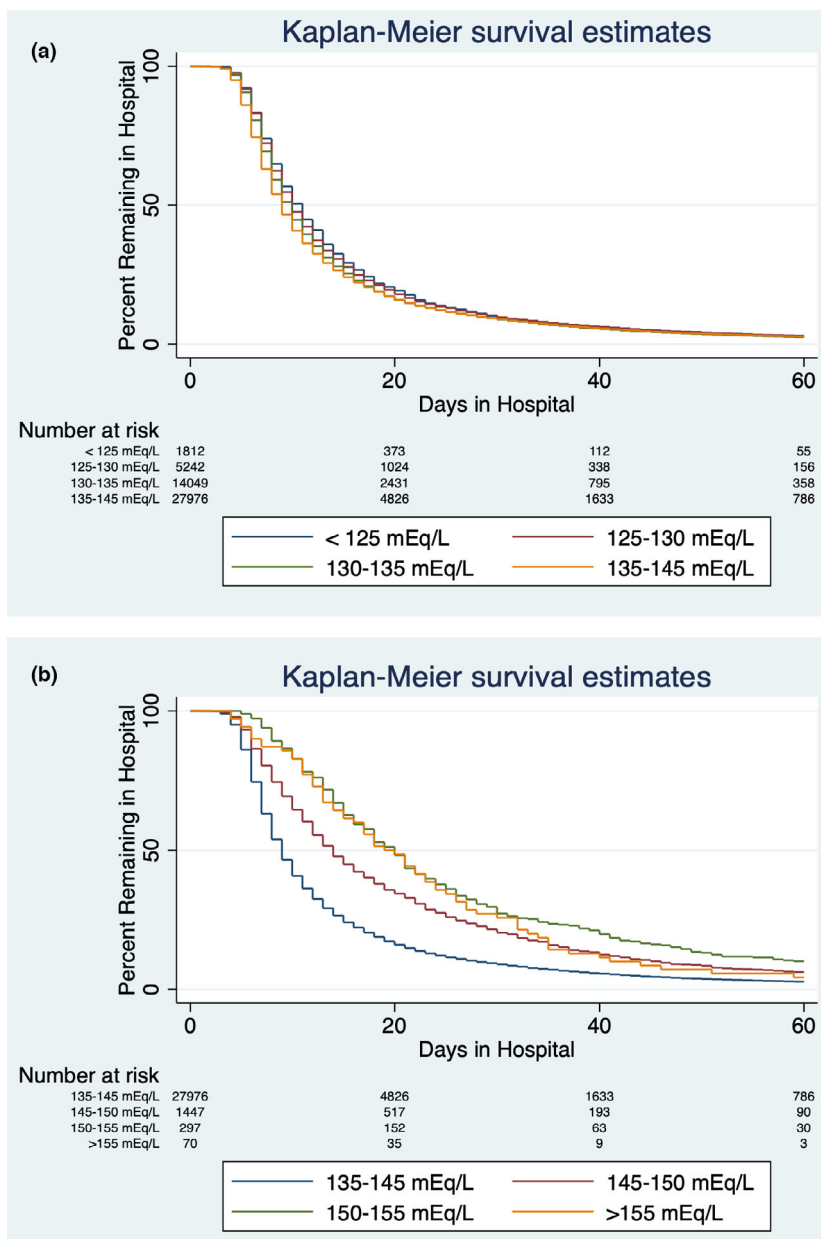 (a)
Kaplan-Meier survival estimates
Percent Remaining in Hospital
100
50
0
0 20 40 60
Days in Hospital
Number at risk
< 125 mEq/L 1812 373 112 55
125-130 mEq/L 5242 1024 338 156
130-135 mEq/L 14049 2431 795 358
135-145 mEq/L 27976 4826 1633 786
< 125 mEq/L 125-130 mEq/L
130-135 mEq/L 135-145 mEq/L
(b)
Kaplan-Meier survival estimates
Percent Remaining in Hospital
100
50
0
0 20 40 60
Days in Hospital
Number at risk
135-145 mEq/L 27976 4826 1633 786
145-150 mEq/L 1447 517 193 90
150-155 mEq/L 297 152 63 30
>155 mEq/L 70 35 9 3
135-145 mEq/L 145-150 mEq/L
150-155 mEq/L >155 mEq/L